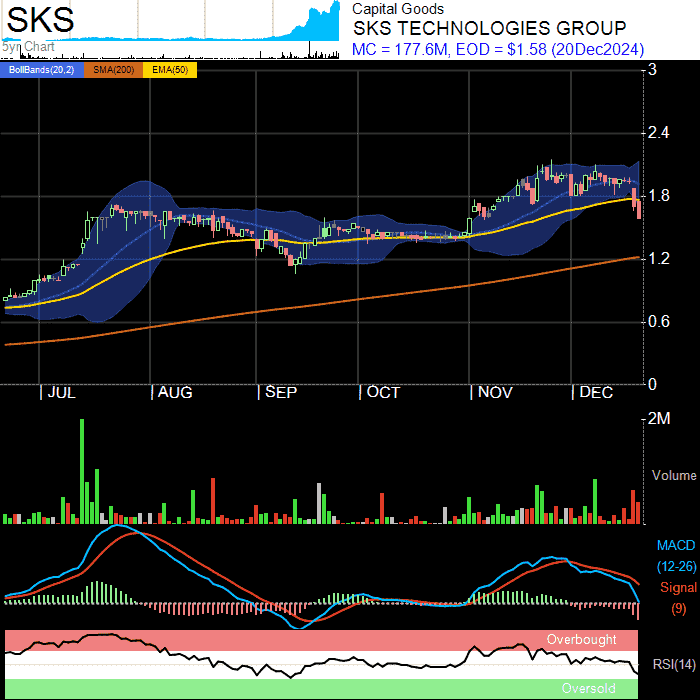 SKS
Capital Goods
SKS TECHNOLOGIES GROUP
MC = 177.6M, EOD = $1.58 (20Dec2024)
5yr Chart
BollBands(20,2) SMA(200) EMA(50)
3
2.4
1.8
1.2
0.6
0
JUL AUG SEP OCT NOV DEC
2M
Volume
MACD
(12-26)
Signal
(9)
Overbought
RSI(14)
Oversold